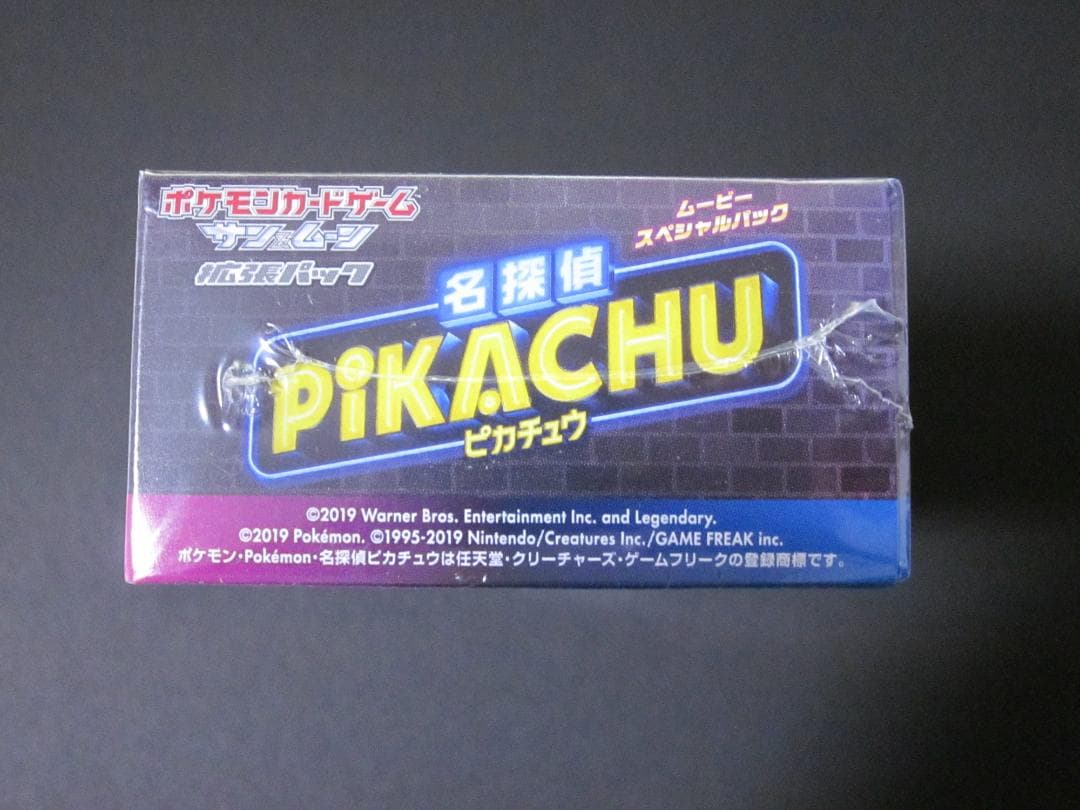 ポケモンカードゲーム
サン&ムーン
拡張パック
ムービー
スペシャルパック
名探偵
PiKACHU
ピカチュウ
©2019 Warner Bros. Entertainment Inc. and Legendary.
©2019 Pokémon. ©1995-2019 Nintendo/Creatures Inc./GAME FREAK inc.
ポケモン・Pokémon・名探偵ピカチュウは任天堂・クリーチャーズ・ゲームフリークの登録商標です。